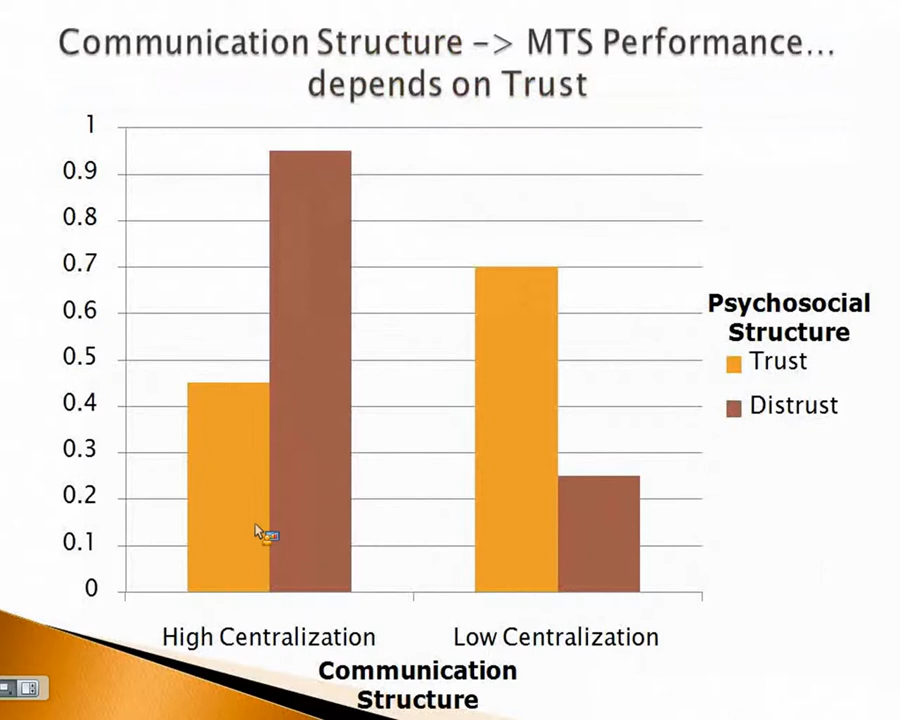 Communication Structure -> MTS Performance...
depends on Trust
1
0.9
0.8
0.7
0.6
0.5
0.4
0.3
0.2
0.1
0
High Centralization
Low Centralization
Communication
Structure
Psychosocial
Structure
Trust
Distrust